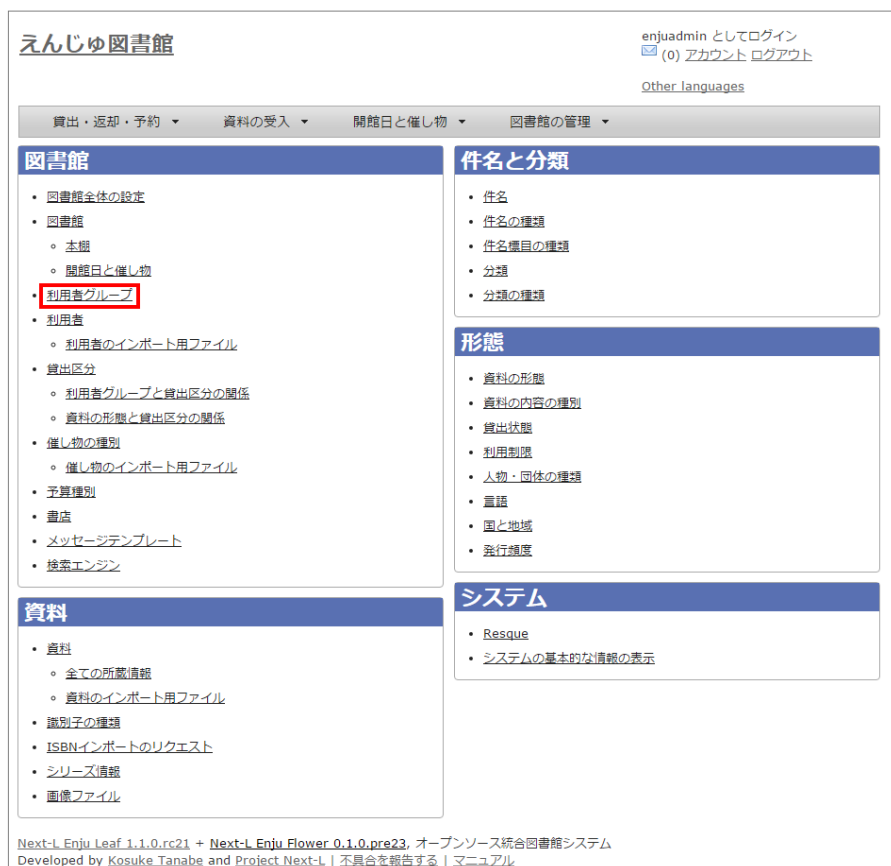 えんじゅ図書館
enjuadmin としてログイン
(0) アカウント ログアウト
Other languages
貸出・返却・予約 ▼ 資料の受入 ▼ 開館日と催し物 ▼ 図書館の管理 ▼
図書館
• 図書館全体の設定
• 図書館
◦ 本棚
◦ 開館日と催し物
• 利用者グループ
• 利用者
◦ 利用者のインポート用ファイル
• 貸出区分
◦ 利用者グループと貸出区分の関係
◦ 資料の形態と貸出区分の関係
• 催し物の種別
◦ 催し物のインポート用ファイル
• 予算種別
• 書店
• メッセージテンプレート
• 検索エンジン
資料
• 資料
◦ 全ての所蔵情報
◦ 資料のインポート用ファイル
• 識別子の種類
• ISBNインポートのリクエスト
• シリーズ情報
• 画像ファイル
件名と分類
• 件名
• 件名の種類
• 件名標目の種類
• 分類
• 分類の種類
形態
• 資料の形態
• 資料の内容の種別
• 貸出状態
• 利用制限
• 人物・団体の種類
• 言語
• 国と地域
• 発行頻度
システム
• Resque
• システムの基本的な情報の表示
Next-L Enju Leaf 1.1.0.rc21 + Next-L Enju Flower 0.1.0.pre23, オープンソース統合図書館システム
Developed by Kosuke Tanabe and Project Next-L | 不具合を報告する | マニュアル